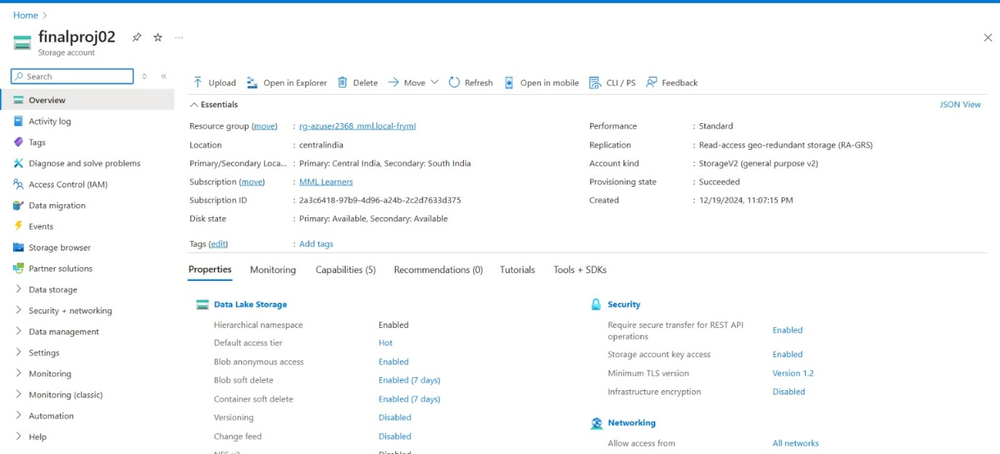 Home
finalproj02
Storage account
Search
Overview
Activity log
Tags
Diagnose and solve problems
Access Control (IAM)
Data migration
Events
Storage browser
Partner solutions
Data storage
Security + networking
Data management
Settings
Monitoring
Monitoring (classic)
Automation
Help
Upload Open in Explorer Delete Move Refresh Open in mobile CLI / PS Feedback
Essentials JSON View
Resource group (move) : rg-azuser2368_mml.local-fryml
Location : centralindia
Primary/Secondary Loca... : Primary: Central India, Secondary: South India
Subscription (move) : MML Learners
Subscription ID : 2a3c6418-97b9-4d96-a24b-2c2d7633d375
Disk state : Primary: Available, Secondary: Available
Tags (edit) : Add tags
Performance : Standard
Replication : Read-access geo-redundant storage (RA-GRS)
Account kind : StorageV2 (general purpose v2)
Provisioning state : Succeeded
Created : 12/19/2024, 11:07:15 PM
Properties Monitoring Capabilities (5) Recommendations (0) Tutorials Tools + SDKs
Data Lake Storage
Hierarchical namespace Enabled
Default access tier Hot
Blob anonymous access Enabled
Blob soft delete Enabled (7 days)
Container soft delete Enabled (7 days)
Versioning Disabled
Change feed Disabled
Security
Require secure transfer for REST API
operations Enabled
Storage account key access Enabled
Minimum TLS version Version 1.2
Infrastructure encryption Disabled
Networking
Allow access from All networks